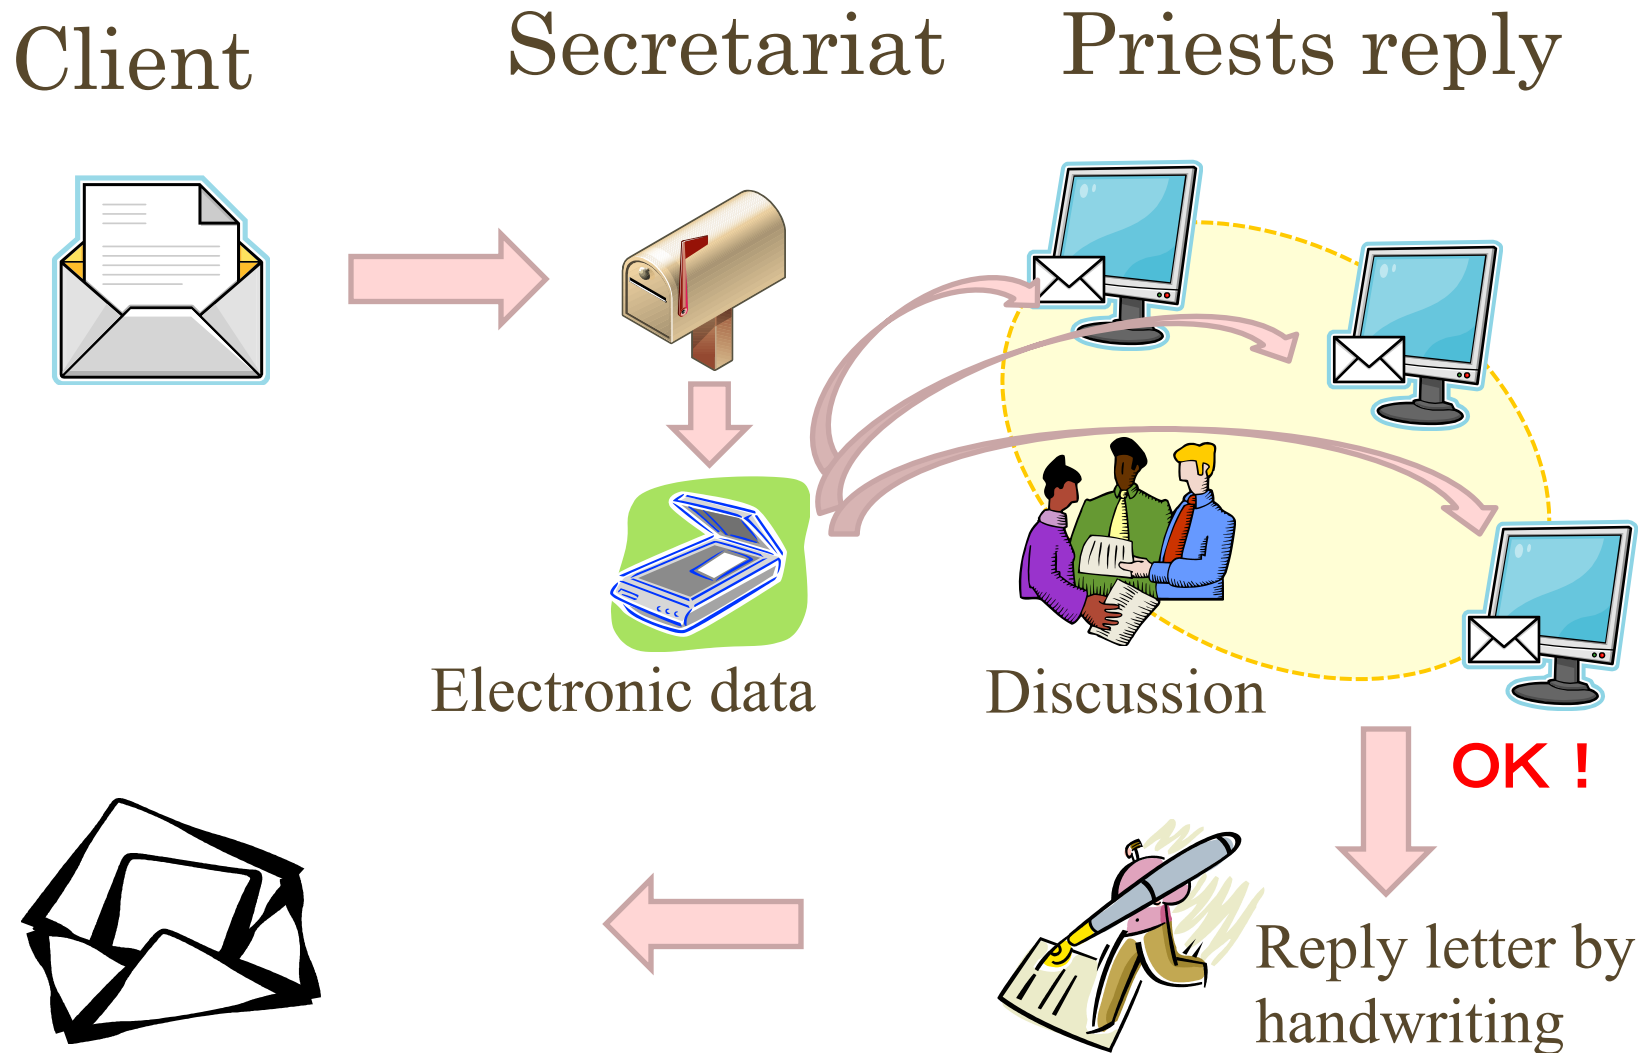 Client
Secretariat
Priests reply
Electronic data
Discussion
OK !
Reply letter by
handwriting